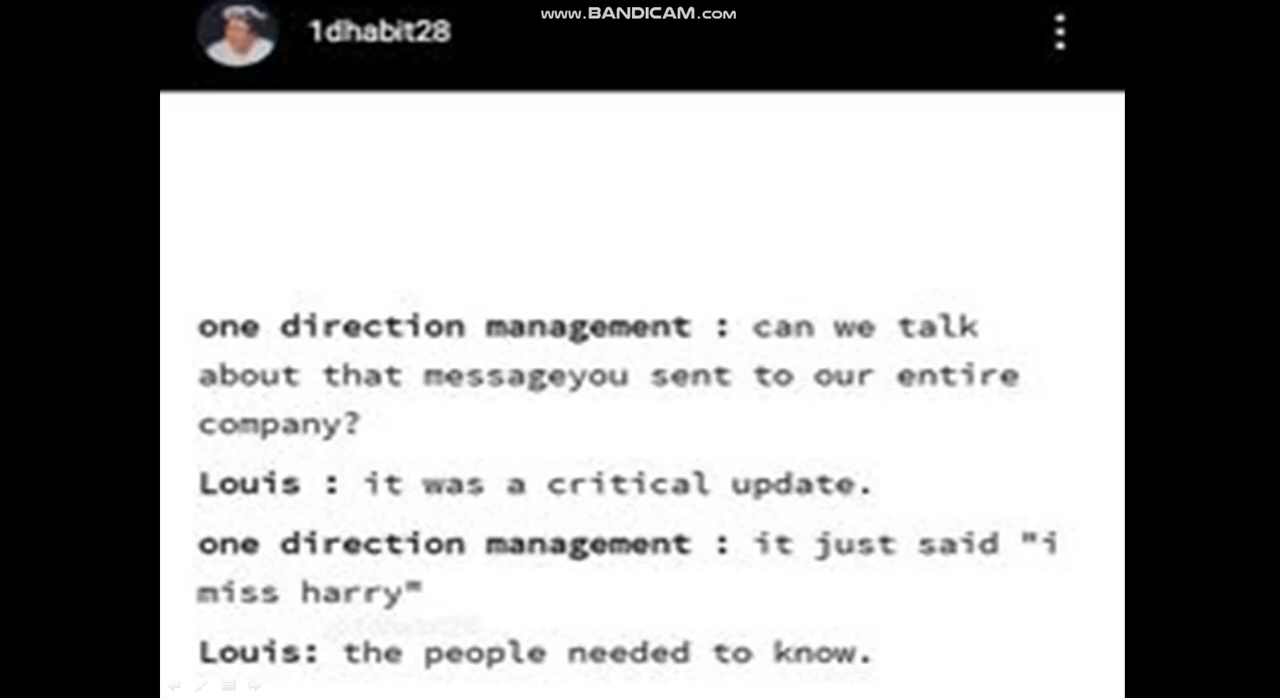 www.BANDICAM.com
1dhabit28
one direction management : can we talk
about that messageyou sent to our entire
company?
Louis : it was a critical update.
one direction management : it just said "i
miss harry"
1dhabit28
Louis: the people needed to know.